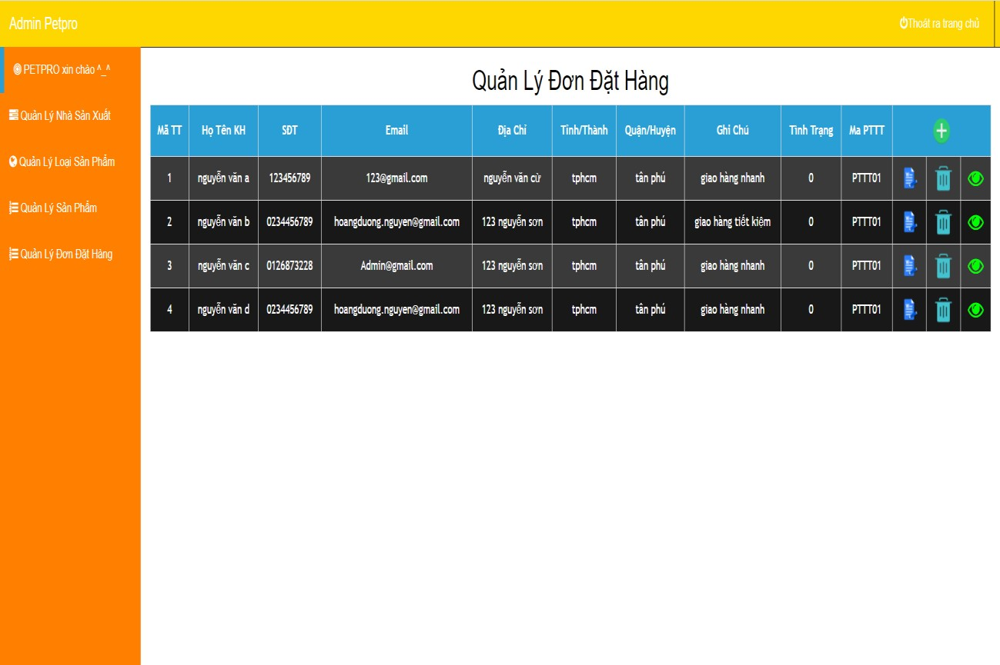 Admin Petpro
Thoát ra trang chủ
PETPRO xin chào ^_^
Quản Lý Nhà Sản Xuất
Quản Lý Loại Sản Phẩm
Quản Lý Sản Phẩm
Quản Lý Đơn Đặt Hàng
Quản Lý Đơn Đặt Hàng
Mã TT Họ Tên KH SĐT Email Địa Chỉ Tỉnh/Thành Quận/Huyện Ghi Chú Tình Trạng Ma PTTT
1 nguyễn văn a 123456789 123@gmail.com nguyễn văn cừ tphcm tân phú giao hàng nhanh 0 PTTT01
2 nguyễn văn b 0234456789 hoangduong.nguyen@gmail.com 123 nguyễn sơn tphcm tân phú giao hàng tiết kiệm 0 PTTT01
3 nguyễn văn c 0126873228 Admin@gmail.com 123 nguyễn sơn tphcm tân phú giao hàng nhanh 0 PTTT01
4 nguyễn văn d 0234456789 hoangduong.nguyen@gmail.com 123 nguyễn sơn tphcm tân phú giao hàng nhanh 0 PTTT01